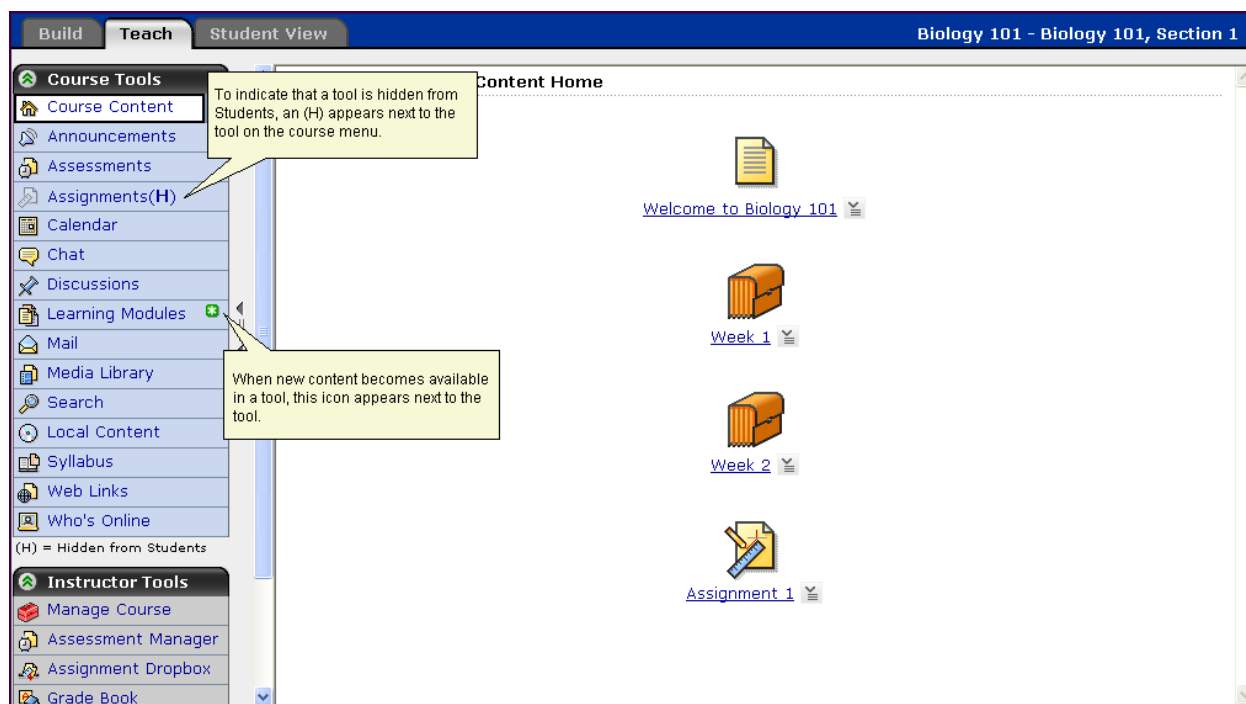 Build
Teach
Student View
Biology 101 - Biology 101, Section 1
Course Tools
Course Content
Announcements
Assessments
Assignments(H)
Calendar
Chat
Discussions
Learning Modules
Mail
Media Library
Search
Local Content
Syllabus
Web Links
Who's Online
(H) = Hidden from Students
Instructor Tools
Manage Course
Assessment Manager
Assignment Dropbox
Grade Book
To indicate that a tool is hidden from
Students, an (H) appears next to the
tool on the course menu.
When new content becomes available
in a tool, this icon appears next to the
tool.
Content Home
Welcome to Biology 101
Week 1
Week 2
Assignment 1